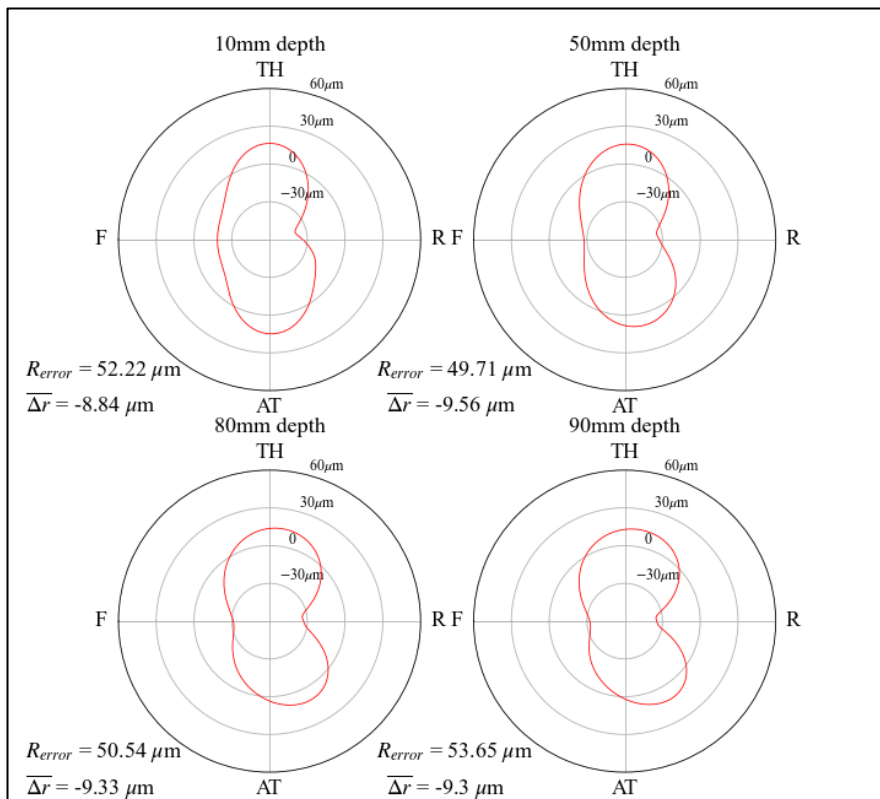 10mm depth
TH
60μm
30μm
0
−30μm
F
R
AT
R_error = 52.22 μm
Δr = -8.84 μm
50mm depth
TH
60μm
30μm
0
−30μm
F
R
AT
R_error = 49.71 μm
Δr = -9.56 μm
80mm depth
TH
60μm
30μm
0
−30μm
F
R
AT
R_error = 50.54 μm
Δr = -9.33 μm
90mm depth
TH
60μm
30μm
0
−30μm
F
R
AT
R_error = 53.65 μm
Δr = -9.3 μm